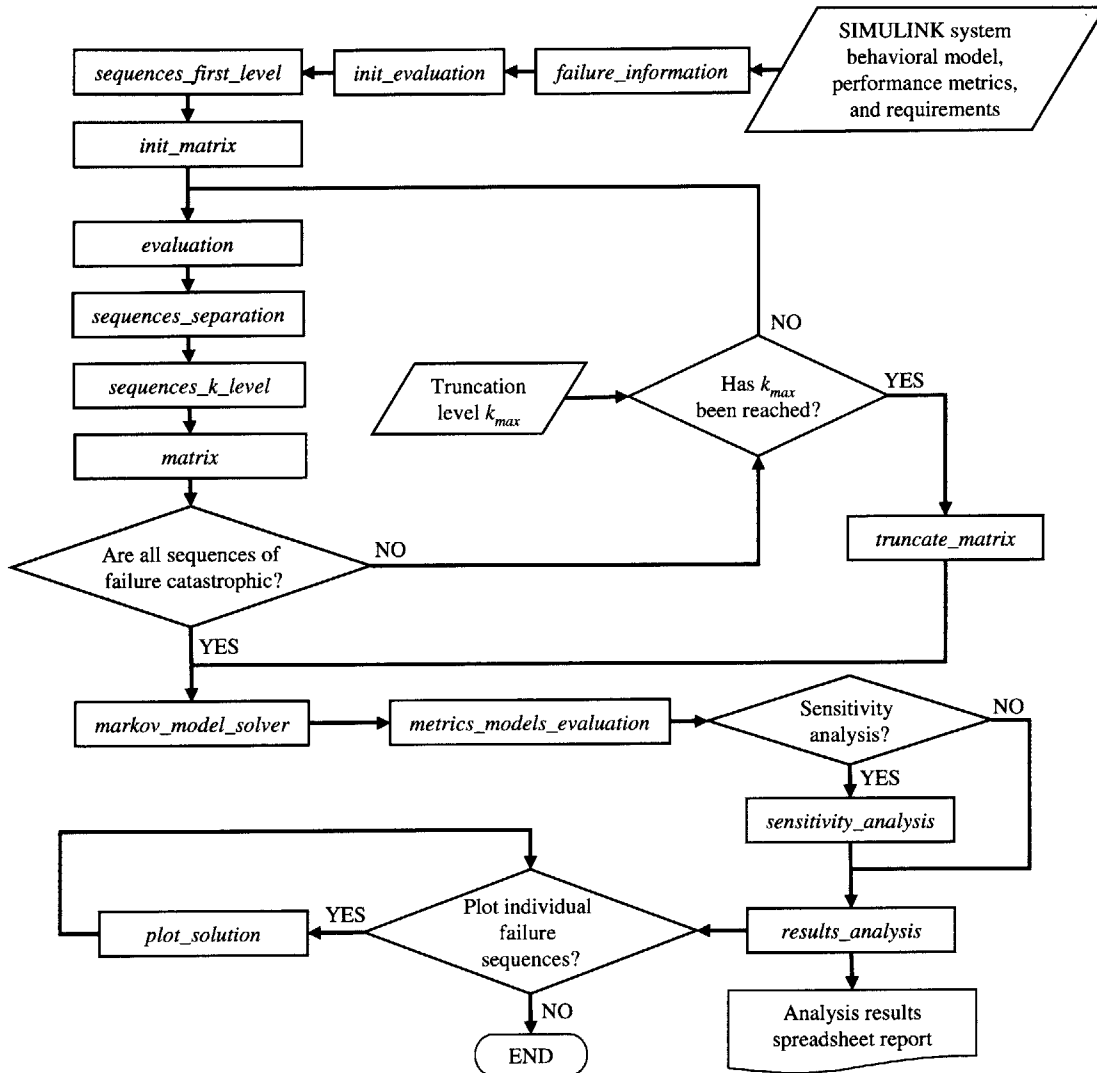 SIMULINK system
behavioral model,
performance metrics,
and requirements
failure_information
init_evaluation
sequences_first_level
init_matrix
evaluation
sequences_separation
sequences_k_level
matrix
Are all sequences of
failure catastrophic?
NO
YES
Truncation
level k_max
Has k_max
been reached?
NO
YES
truncate_matrix
markov_model_solver
metrics_models_evaluation
Sensitivity
analysis?
NO
YES
sensitivity_analysis
results_analysis
Analysis results
spreadsheet report
Plot individual
failure
sequences?
YES
plot_solution
NO
END